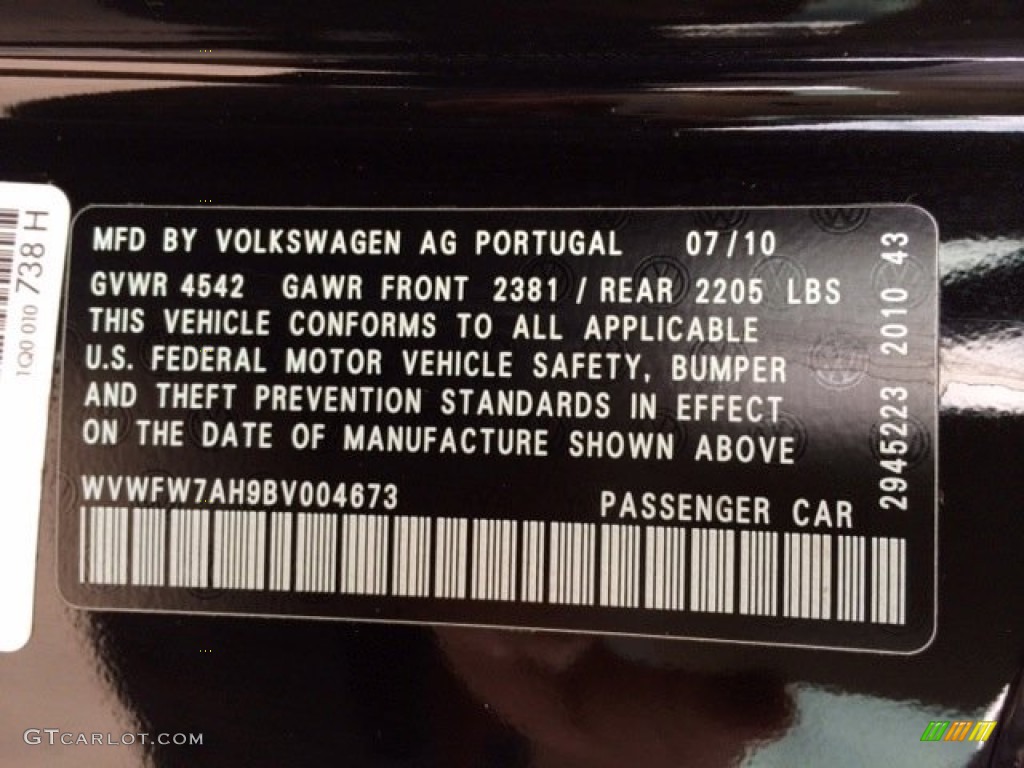 MFD BY VOLKSWAGEN AG PORTUGAL 07/10
GVWR 4542 GAWR FRONT 2381 / REAR 2205 LBS
THIS VEHICLE CONFORMS TO ALL APPLICABLE
U.S. FEDERAL MOTOR VEHICLE SAFETY, BUMPER
AND THEFT PREVENTION STANDARDS IN EFFECT
ON THE DATE OF MANUFACTURE SHOWN ABOVE
WVWFW7AH9BV004673 PASSENGER CAR
2945223 2010 43
1Q0 010 738 H
GTCARLOT.COM